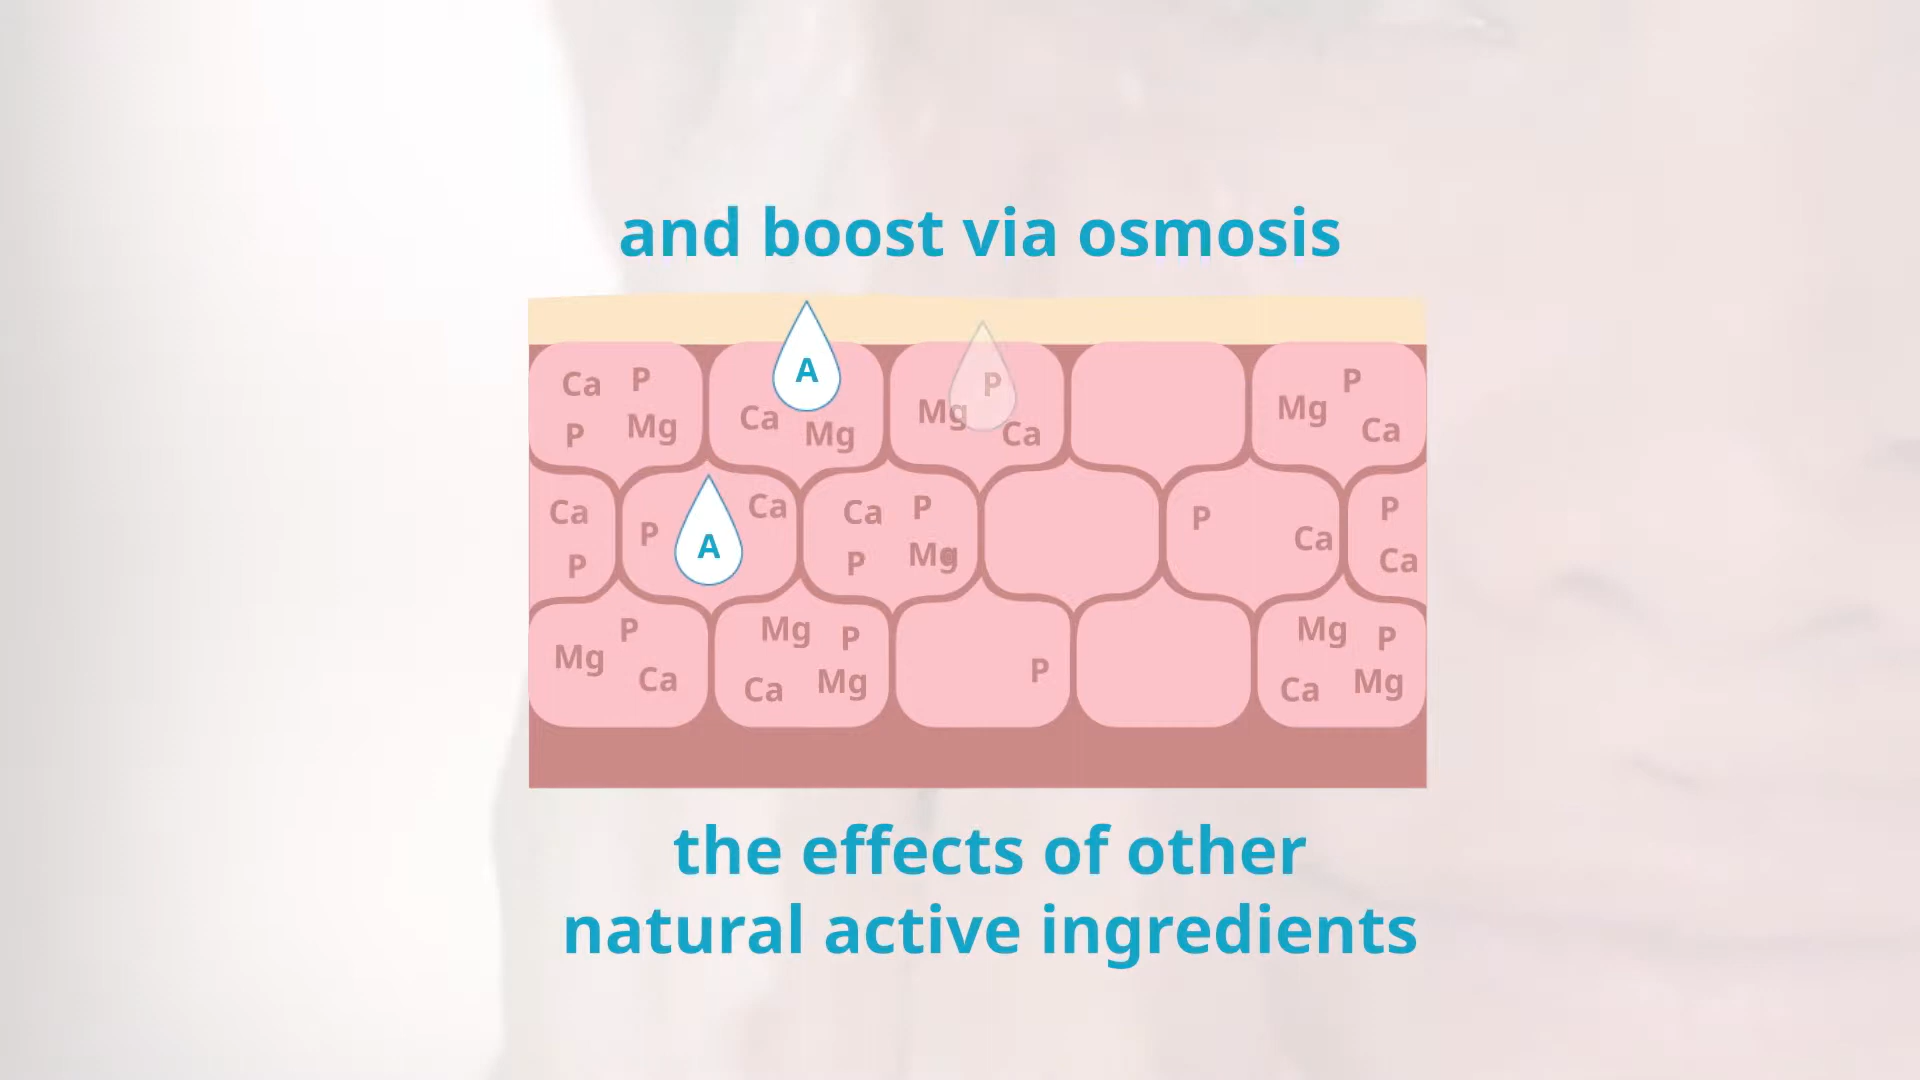 and boost via osmosis
A
Ca P P Mg
Ca Mg
Mg P Ca
P Mg Ca
Ca P
P A Ca
Ca P P Mg
P Ca
P Ca
P Mg Ca
Mg P Ca Mg
P
Mg P Ca Mg
the effects of other
natural active ingredients